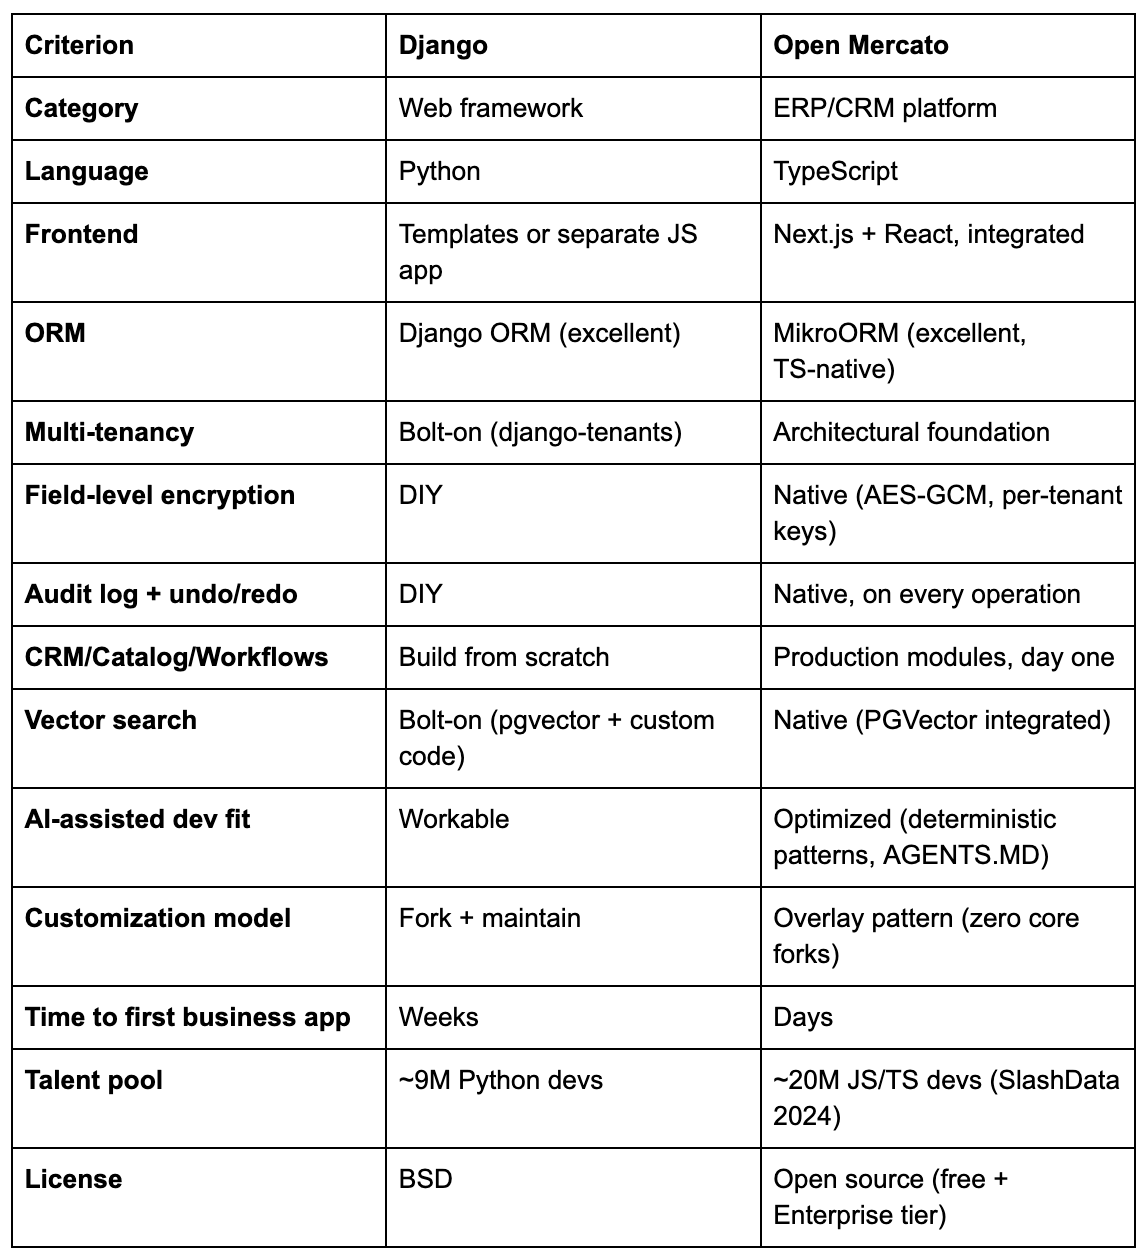 Criterion
Django
Open Mercato
Category
Web framework
ERP/CRM platform
Language
Python
TypeScript
Frontend
Templates or separate JS
app
Next.js + React, integrated
ORM
Django ORM (excellent)
MikroORM (excellent,
TS-native)
Multi-tenancy
Bolt-on (django-tenants)
Architectural foundation
Field-level encryption
DIY
Native (AES-GCM, per-tenant
keys)
Audit log + undo/redo
DIY
Native, on every operation
CRM/Catalog/Workflows
Build from scratch
Production modules, day one
Vector search
Bolt-on (pgvector + custom
code)
Native (PGVector integrated)
AI-assisted dev fit
Workable
Optimized (deterministic
patterns, AGENTS.MD)
Customization model
Fork + maintain
Overlay pattern (zero core
forks)
Time to first business app
Weeks
Days
Talent pool
~9M Python devs
~20M JS/TS devs (SlashData
2024)
License
BSD
Open source (free +
Enterprise tier)